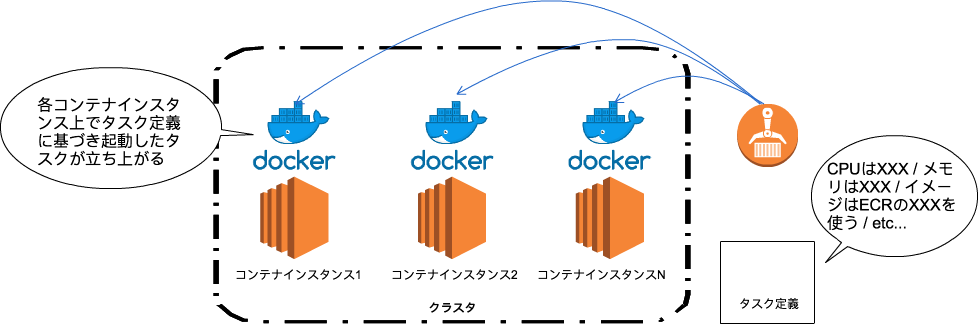 各コンテナインスタ
ンス上でタスク定義
に基づき起動したタ
スクが立ち上がる
docker
docker
docker
コンテナインスタンス1
コンテナインスタンス2
コンテナインスタンスN
クラスタ
CPUはXXX / メモ
リはXXX / イメー
ジはECRのXXXを
使う / etc...
タスク定義